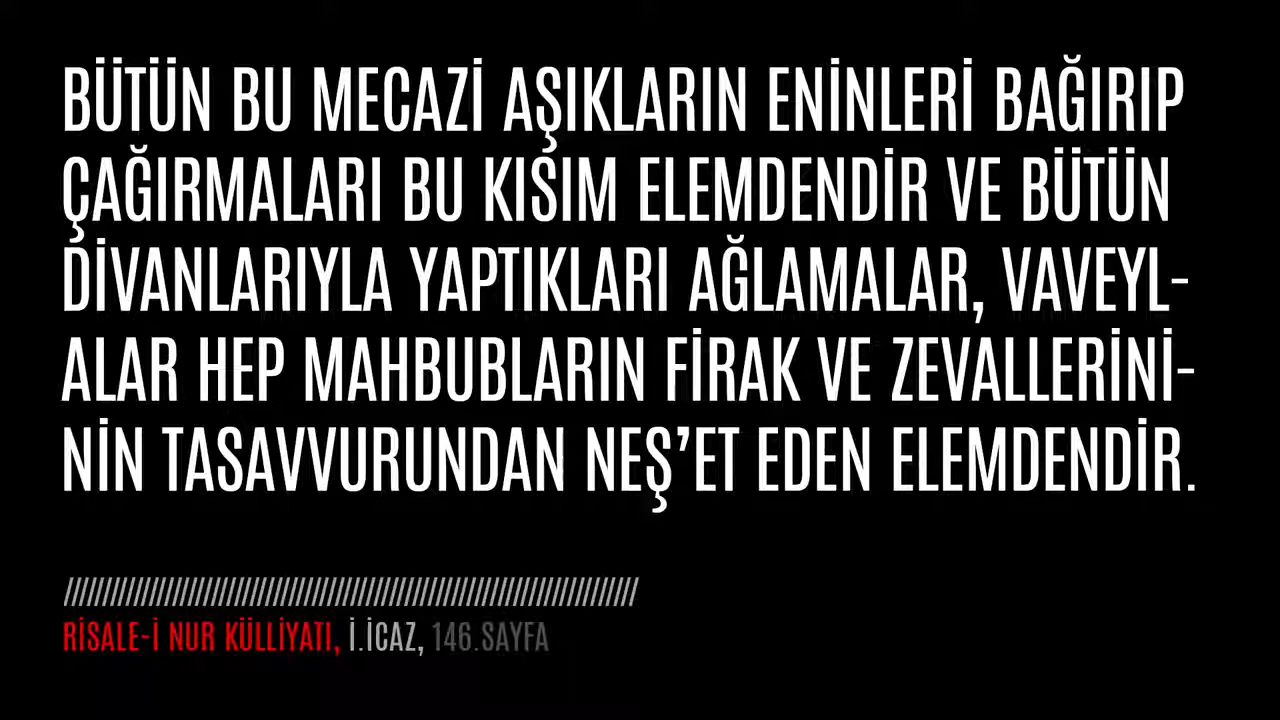 BÜTÜN BU MECAZİ AŞIKLARIN ENİNLERİ BAĞIRIP
ÇAĞIRMALARI BU KISIM ELEMDENDİR VE BÜTÜN
DİVANLARIYLA YAPTIKLARI AĞLAMALAR, VAVEYL-
ALAR HEP MAHBUBLARIN FİRAK VE ZEVALLERİNİ-
NİN TASAVVURUNDAN NEŞ’ET EDEN ELEMDENDİR.
////////////////////////////////////////////////////////////////
RİSALE-İ NUR KÜLLİYATI, İ.İCAZ, 146.SAYFA